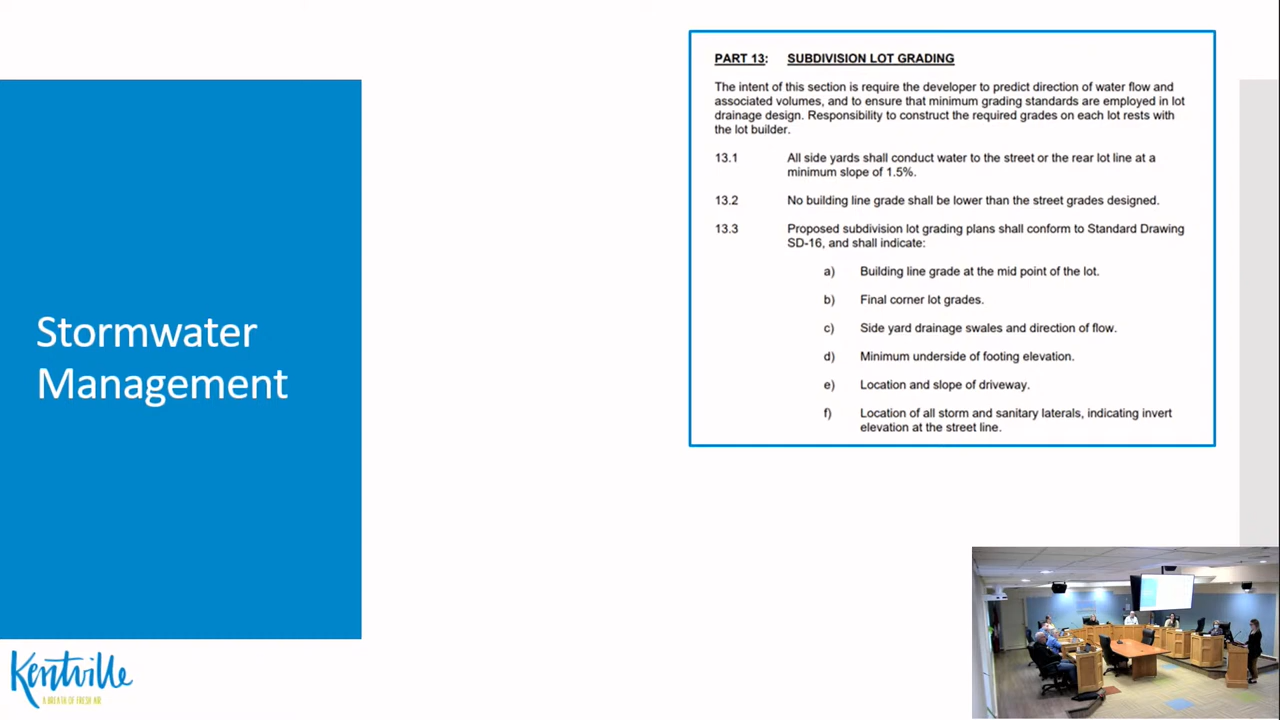 Stormwater
Management
PART 13: SUBDIVISION LOT GRADING
The intent of this section is require the developer to predict direction of water flow and
associated volumes, and to ensure that minimum grading standards are employed in lot
drainage design. Responsibility to construct the required grades on each lot rests with
the lot builder.
13.1 All side yards shall conduct water to the street or the rear lot line at a
minimum slope of 1.5%.
13.2 No building line grade shall be lower than the street grades designed.
13.3 Proposed subdivision lot grading plans shall conform to Standard Drawing
SD-16, and shall indicate:
a) Building line grade at the mid point of the lot.
b) Final corner lot grades.
c) Side yard drainage swales and direction of flow.
d) Minimum underside of footing elevation.
e) Location and slope of driveway.
f) Location of all storm and sanitary laterals, indicating invert
elevation at the street line.
Kentville
A BREATH OF FRESH AIR